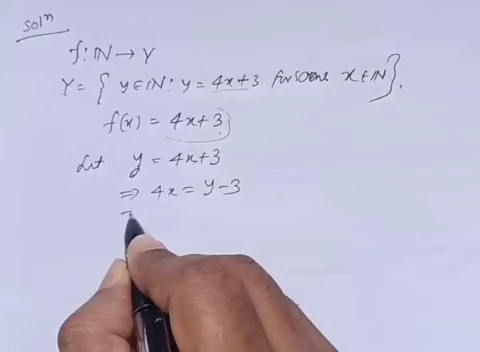 Solⁿ
f: ℕ → Y
Y = { y ∈ ℕ : y = 4x+3 for some x ∈ ℕ }.
f(x) = 4x+3
Let y = 4x+3
⇒ 4x = y-3